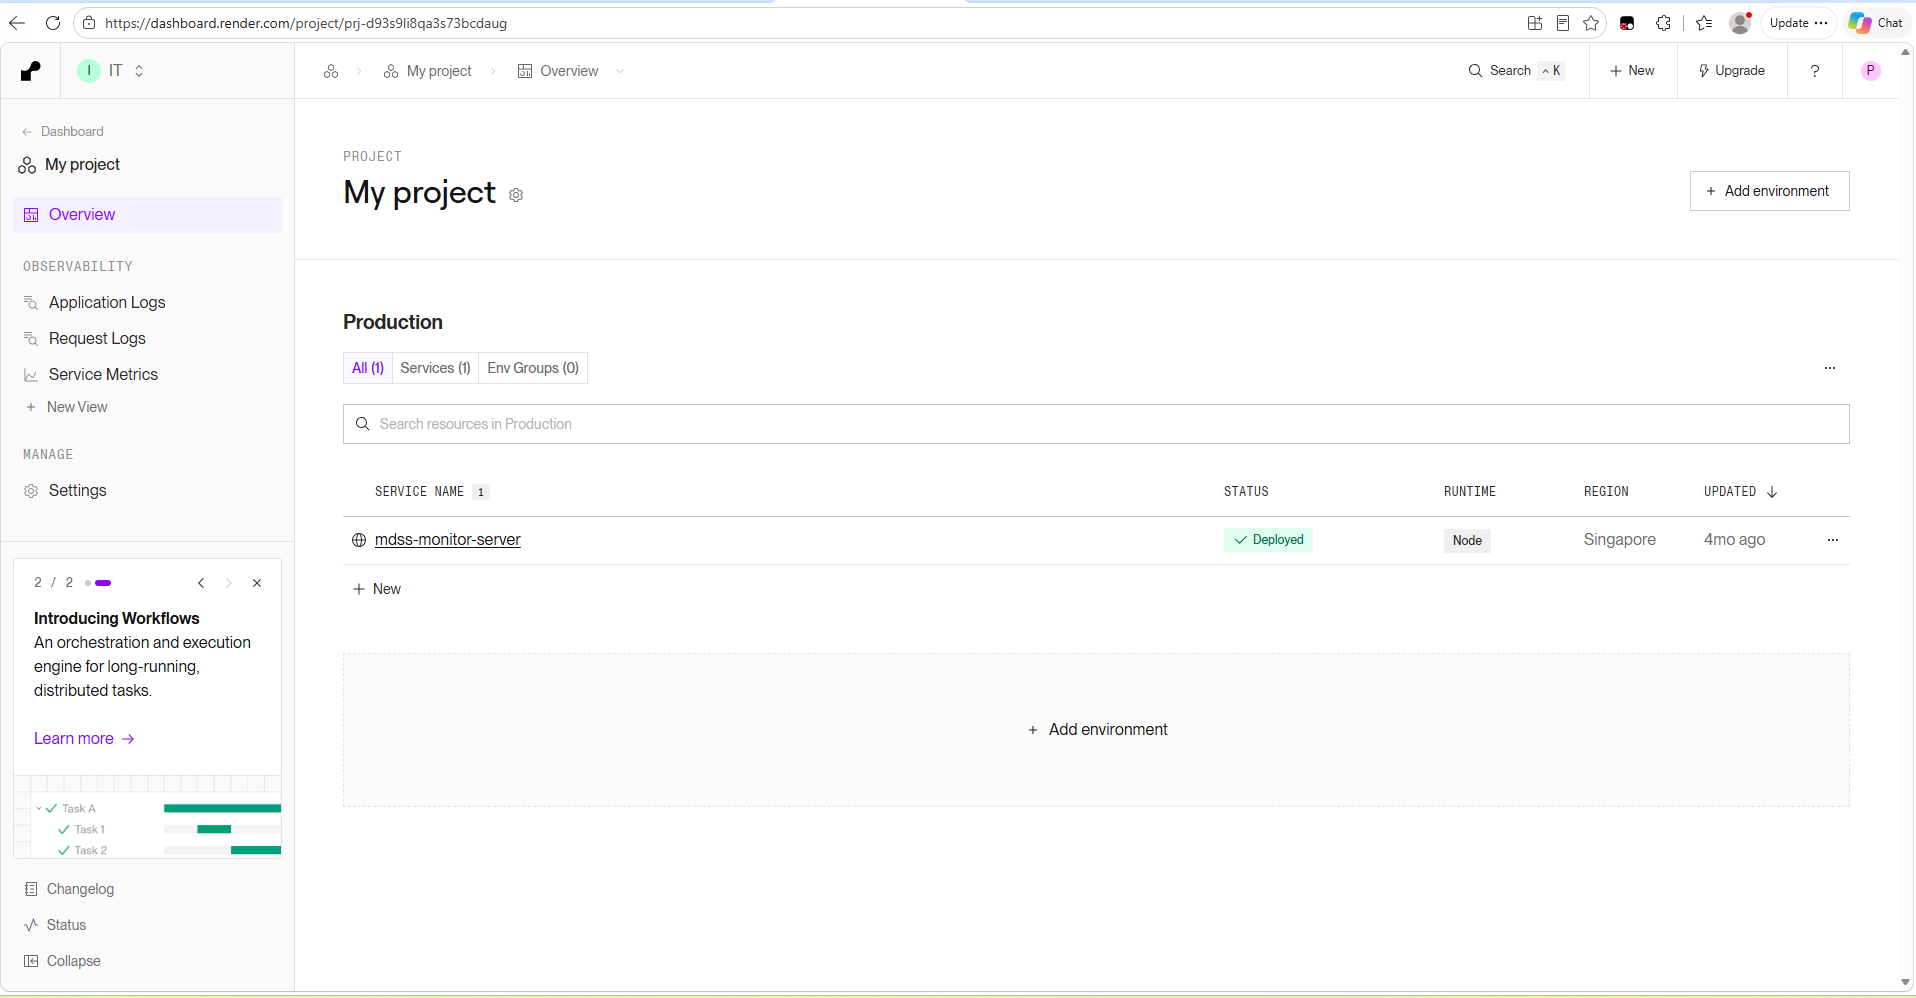 https://dashboard.render.com/project/prj-d93s9li8qa3s73bcdaug
Update
Chat
I IT
My project
Overview
Search ^ K
+ New
Upgrade
?
P
← Dashboard
My project
Overview
OBSERVABILITY
Application Logs
Request Logs
Service Metrics
+ New View
MANAGE
Settings
2 / 2
Introducing Workflows
An orchestration and execution
engine for long-running,
distributed tasks.
Learn more →
Task A
Task 1
Task 2
Changelog
Status
Collapse
PROJECT
My project
+ Add environment
Production
All (1) Services (1) Env Groups (0)
Search resources in Production
SERVICE NAME 1 STATUS RUNTIME REGION UPDATED ↓
mdss-monitor-server Deployed Node Singapore 4mo ago
+ New
+ Add environment